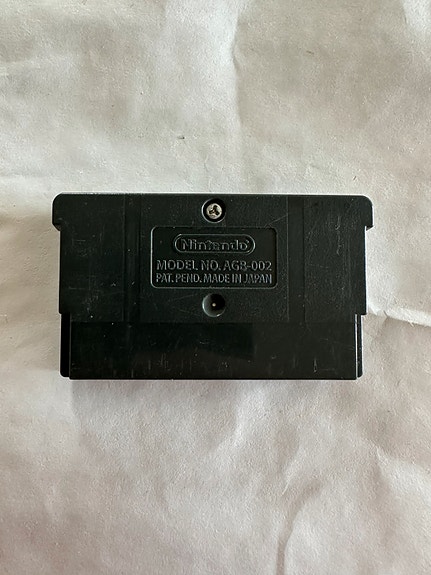 Nintendo
MODEL NO. AGB-002
PAT. PEND. MADE IN JAPAN